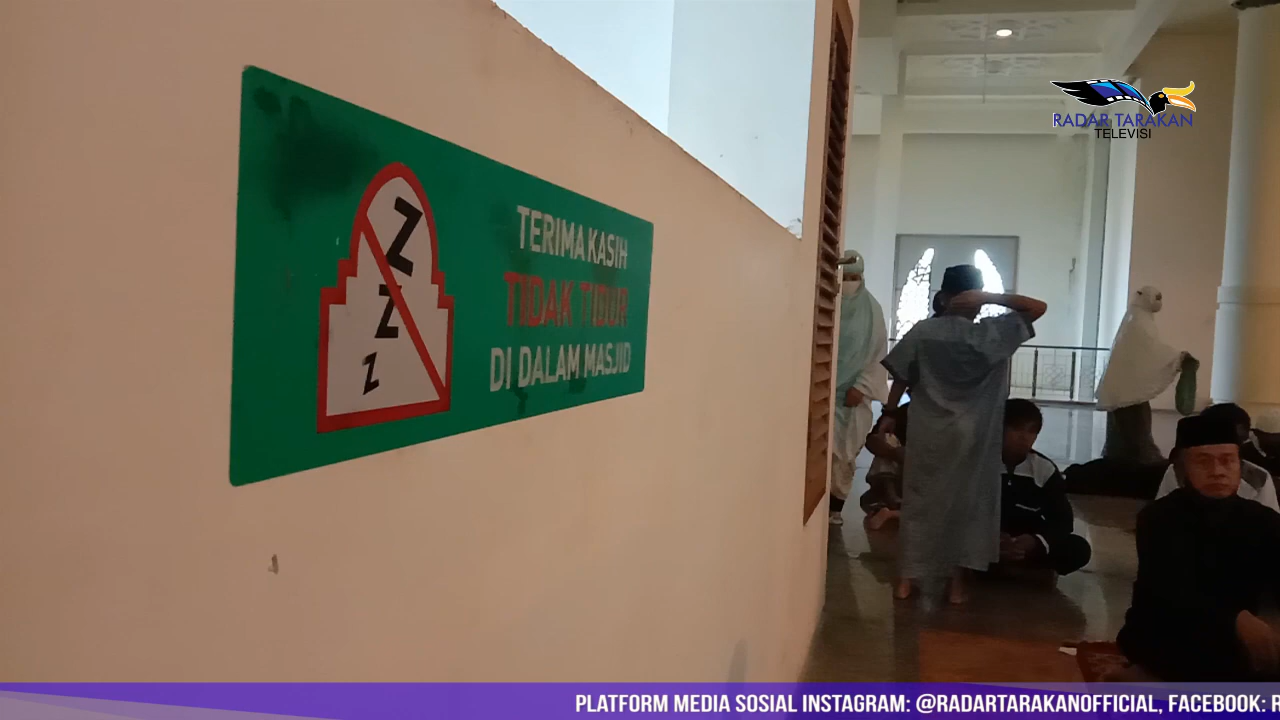 RADAR TARAKAN
TELEVISI
Z
Z
Z
TERIMA KASIH
TIDAK TIDUR
DI DALAM MASJID
PLATFORM MEDIA SOSIAL INSTAGRAM: @RADARTARAKANOFFICIAL, FACEBOOK: R